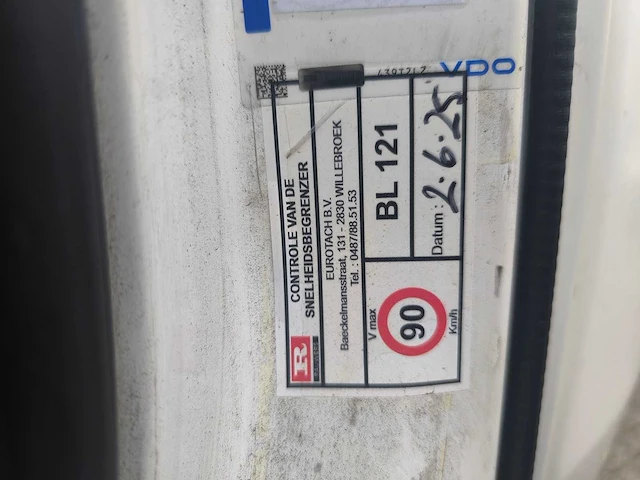 VDO
CONTROLE VAN DE
SNELHEIDSBEGRENZER
EUROTACH B.V.
Baeckelmansstraat, 131 - 2830 WILLEBROEK
Tel. : 0487/88.51.53
BL 121
V max
90
Km/h
Datum : 2.6.25
R